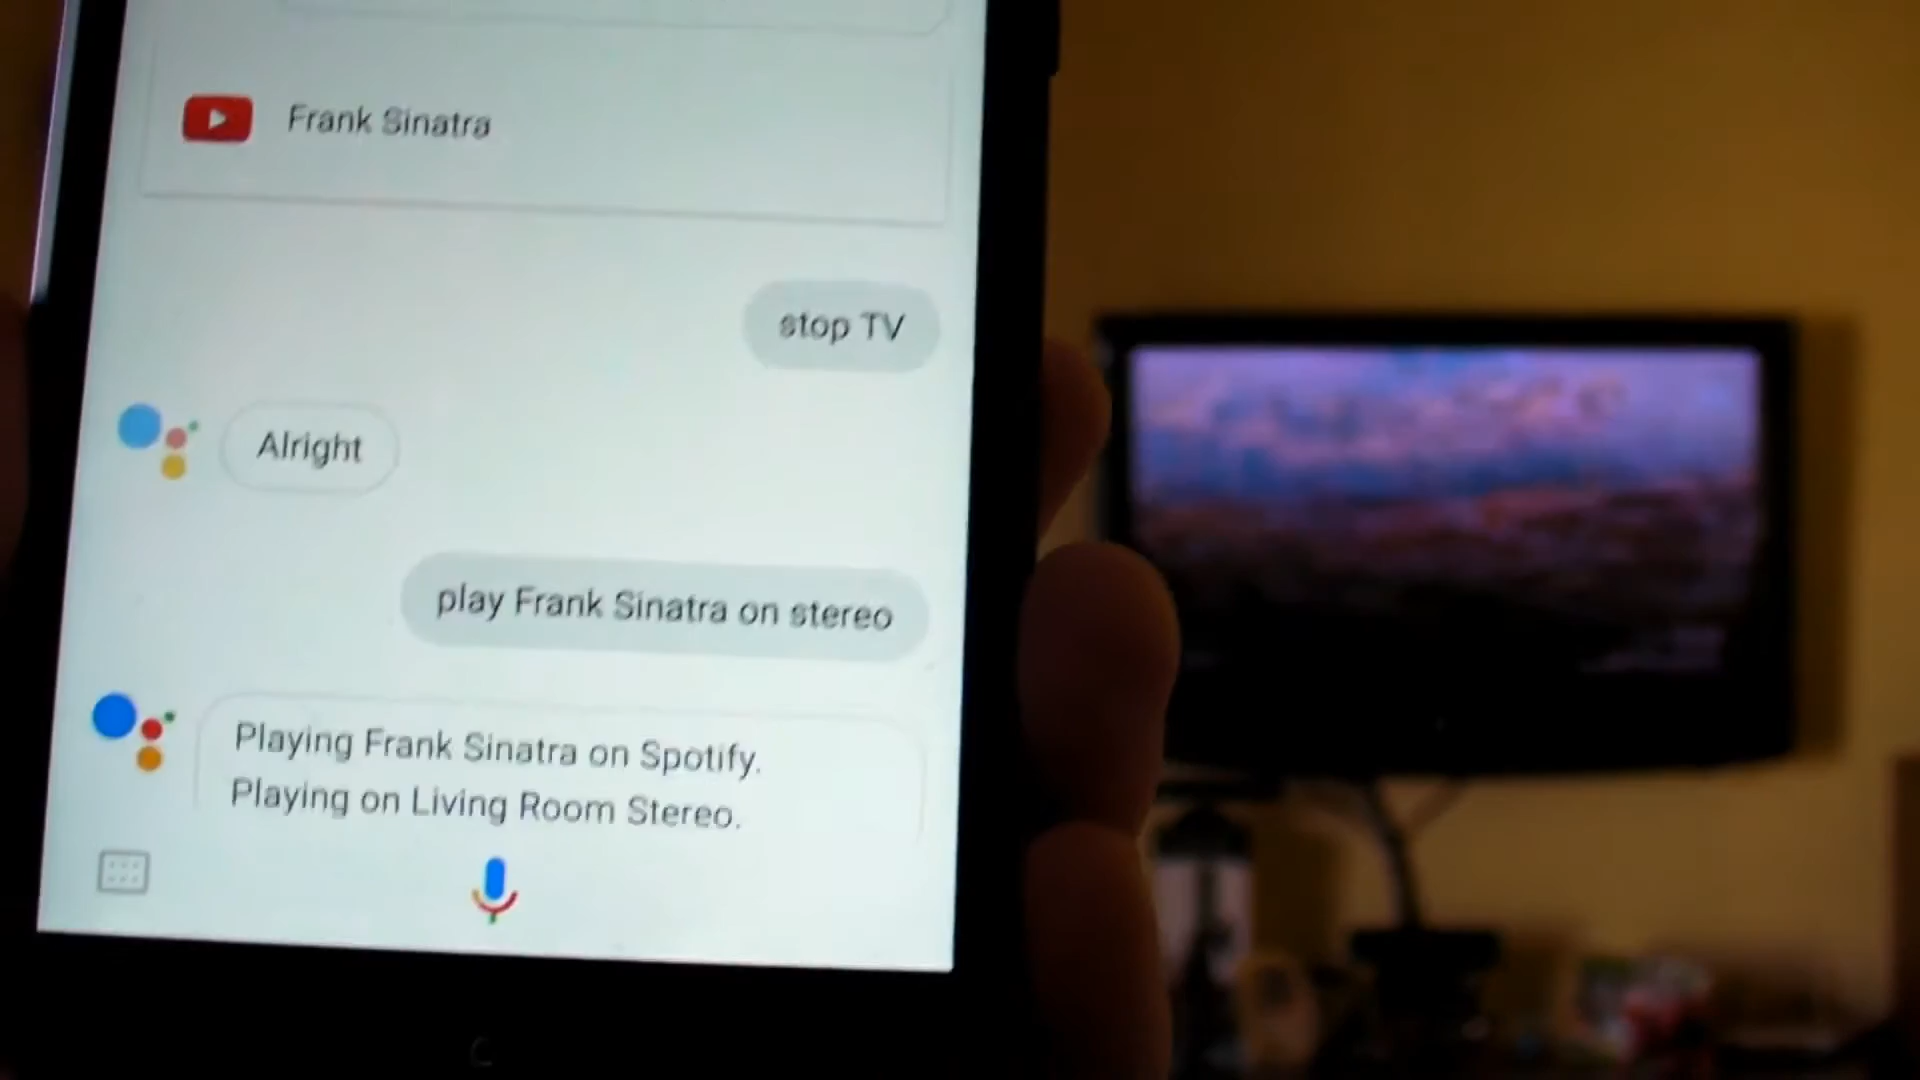 Frank Sinatra
stop TV
Alright
play Frank Sinatra on stereo
Playing Frank Sinatra on Spotify.
Playing on Living Room Stereo.